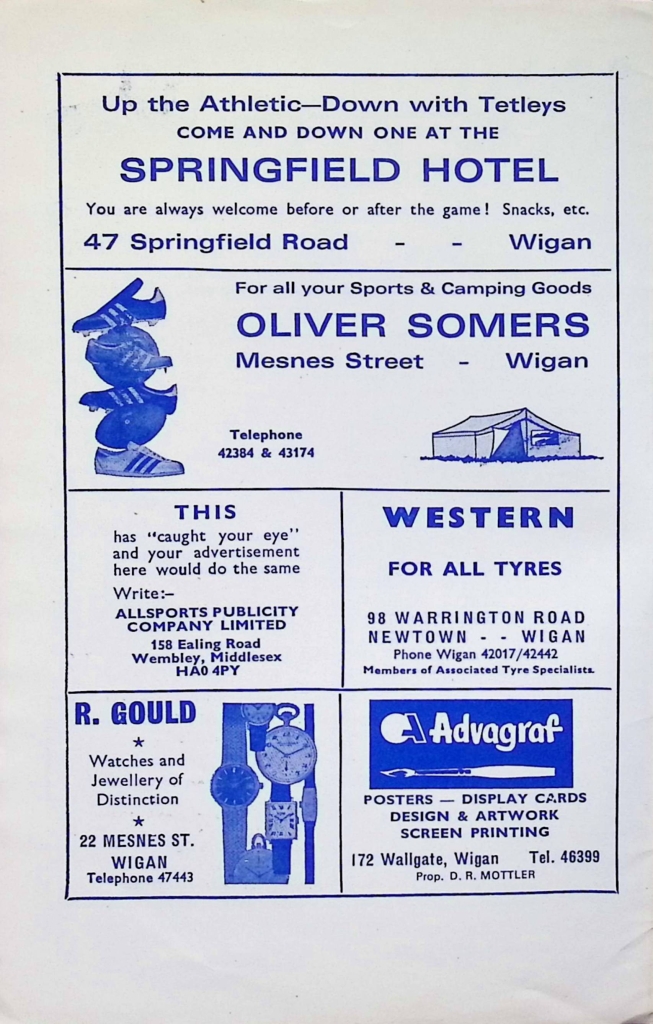 Up the Athletic—Down with Tetleys
COME AND DOWN ONE AT THE
SPRINGFIELD HOTEL
You are always welcome before or after the game! Snacks, etc.
47 Springfield Road - - Wigan
For all your Sports & Camping Goods
OLIVER SOMERS
Mesnes Street - Wigan
Telephone
42384 & 43174
THIS
has "caught your eye"
and your advertisement
here would do the same
Write:-
ALLSPORTS PUBLICITY
COMPANY LIMITED
158 Ealing Road
Wembley, Middlesex
HA0 4PY
WESTERN
FOR ALL TYRES
98 WARRINGTON ROAD
NEWTOWN - - WIGAN
Phone Wigan 42017/42442
Members of Associated Tyre Specialists.
R. GOULD
Watches and
Jewellery of
Distinction
22 MESNES ST.
WIGAN
Telephone 47443
Advagraf
POSTERS — DISPLAY CARDS
DESIGN & ARTWORK
SCREEN PRINTING
172 Wallgate, Wigan Tel. 46399
Prop. D. R. MOTTLER